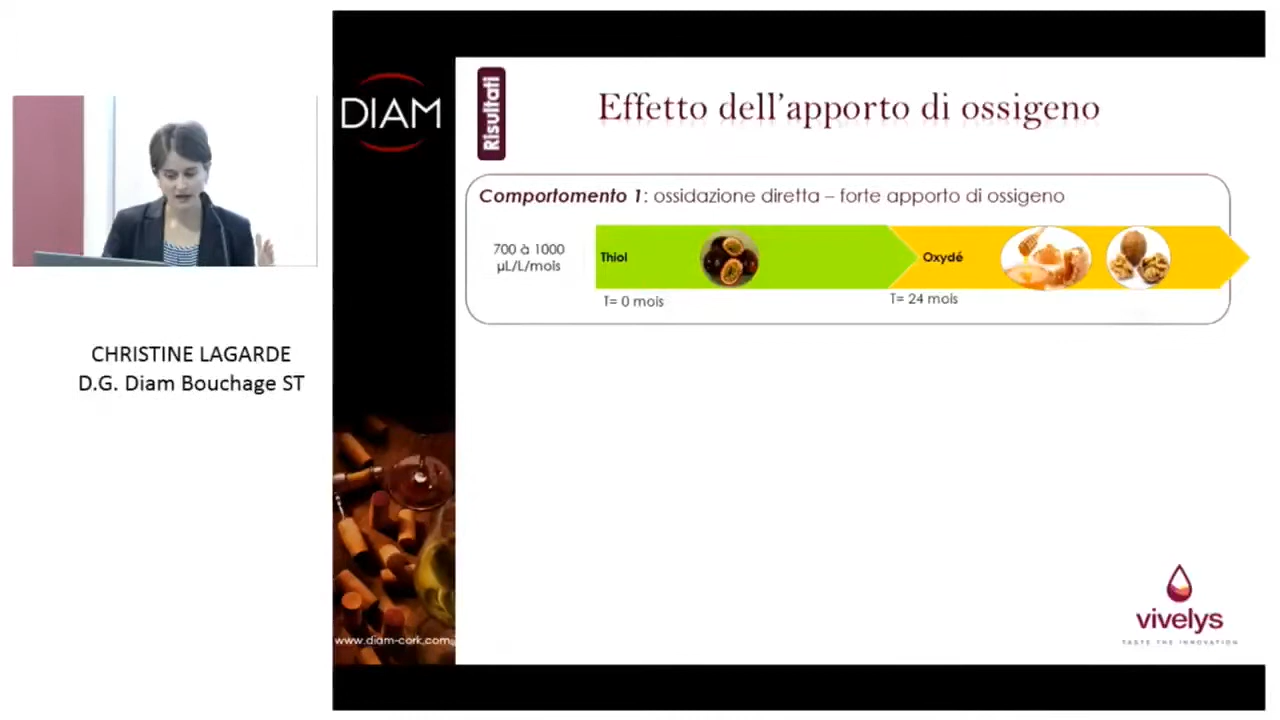 DIAM
Risultati
Effetto dell'apporto di ossigeno
Comportomento 1: ossidazione diretta – forte apporto di ossigeno
700 à 1000
µL/L/mois
Thiol
Oxydé
T= 0 mois
T= 24 mois
CHRISTINE LAGARDE
D.G. Diam Bouchage ST
www.diam-cork.com
vivelys
TASTE THE INNOVATION